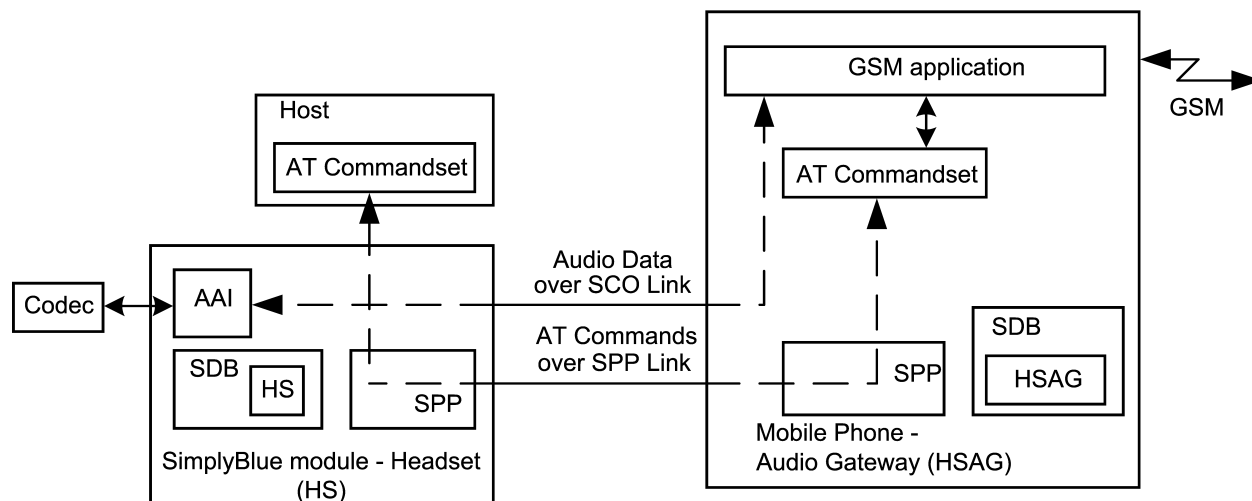 GSM application
GSM
Host
AT Commandset
AT Commandset
Audio Data
over SCO Link
AAI
Codec
AT Commands
over SPP Link
SDB
HS
SPP
SPP
SDB
HSAG
SimplyBlue module - Headset
(HS)
Mobile Phone -
Audio Gateway (HSAG)